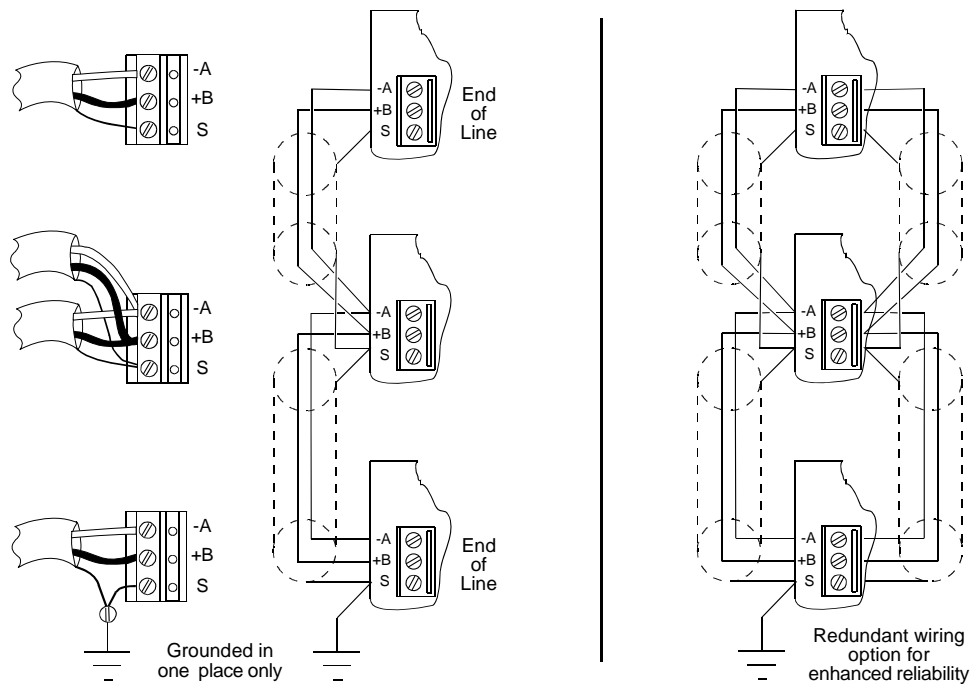 -A
+B
S
-A
+B
S
End
of
Line
-A
+B
S
-A
+B
S
-A
+B
S
-A
+B
S
-A
+B
S
-A
+B
S
End
of
Line
-A
+B
S
Grounded in
one place only
Redundant wiring
option for
enhanced reliability